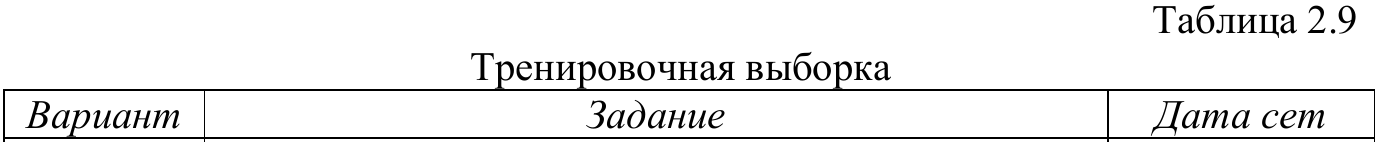 Таблица 2.9
Тренировочная выборка
Вариант Задание Дата сет